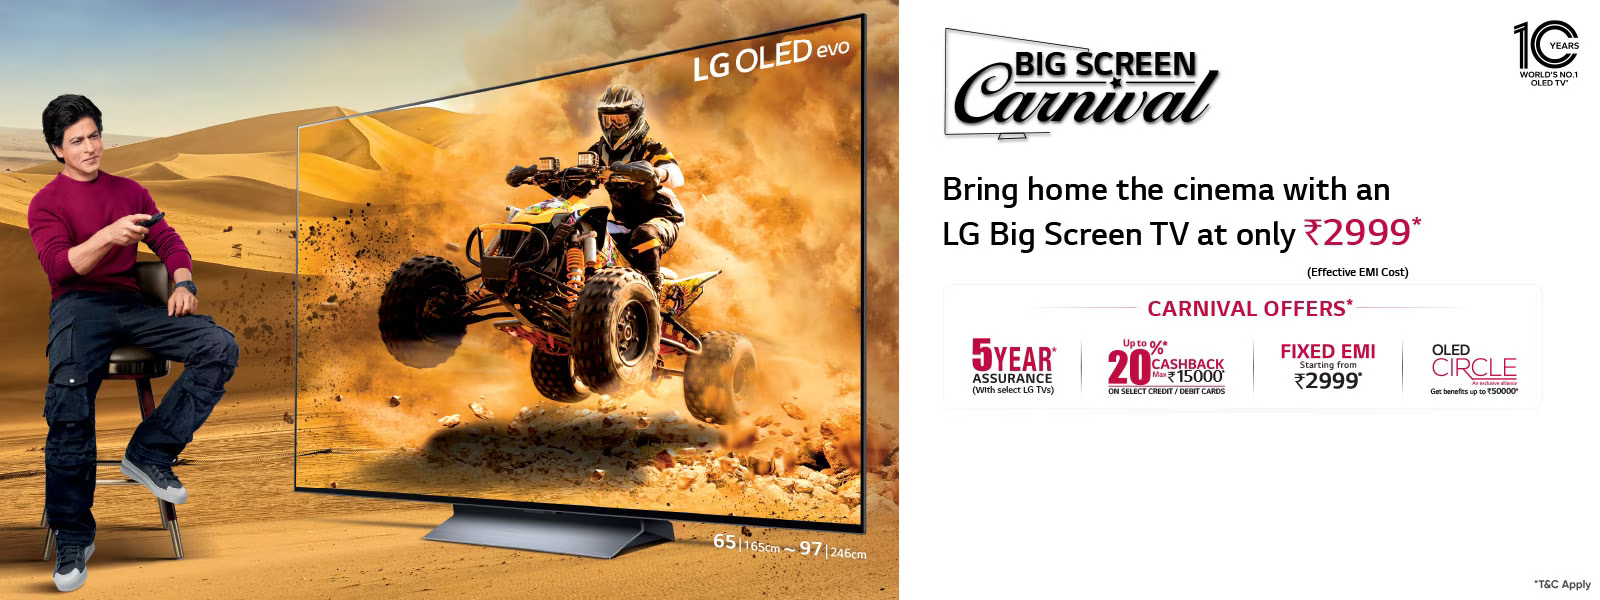 LG OLED evo
65 | 165cm ~ 97 | 246cm
BIG SCREEN
Carnival
10 YEARS
WORLD'S NO.1
OLED TV*
Bring home the cinema with an
LG Big Screen TV at only ₹2999*
(Effective EMI Cost)
CARNIVAL OFFERS*
5 YEAR*
ASSURANCE
(With select LG TVs)
Up to 20%* CASHBACK
Max ₹15000
ON SELECT CREDIT / DEBIT CARDS
FIXED EMI
Starting from
₹2999*
OLED
CIRCLE
An exclusive alliance
Get benefits up to ₹50000*
*T&C Apply